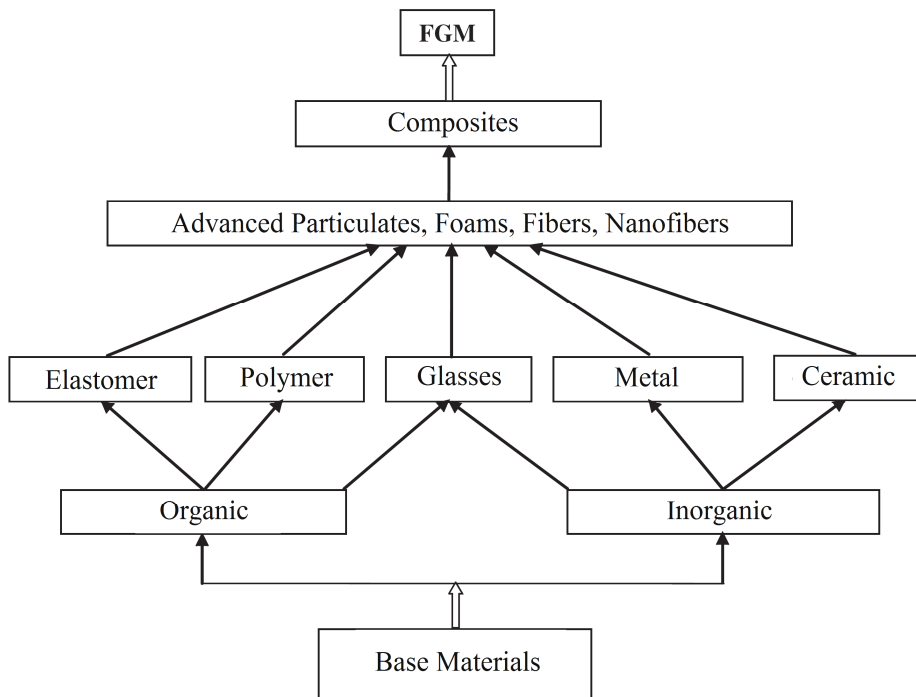 FGM
Composites
Advanced Particulates, Foams, Fibers, Nanofibers
Elastomer
Polymer
Glasses
Metal
Ceramic
Organic
Inorganic
Base Materials